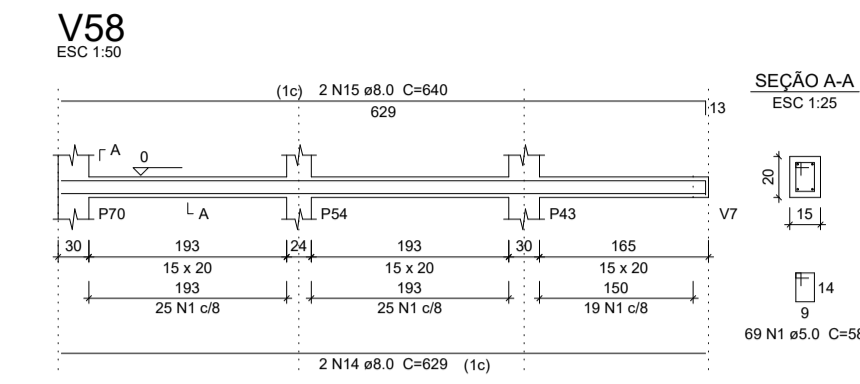 V58
ESC 1:50
(1c) 2 N15 ø8.0 C=640
629
13
SEÇÃO A-A
ESC 1:25
A
0
20
P70
A
P54
P43
V7
15
30 193 24 193 30 165
15 x 20 15 x 20 15 x 20
193 193 150
25 N1 c/8 25 N1 c/8 19 N1 c/8
14
9
69 N1 ø5.0 C=58
2 N14 ø8.0 C=629 (1c)